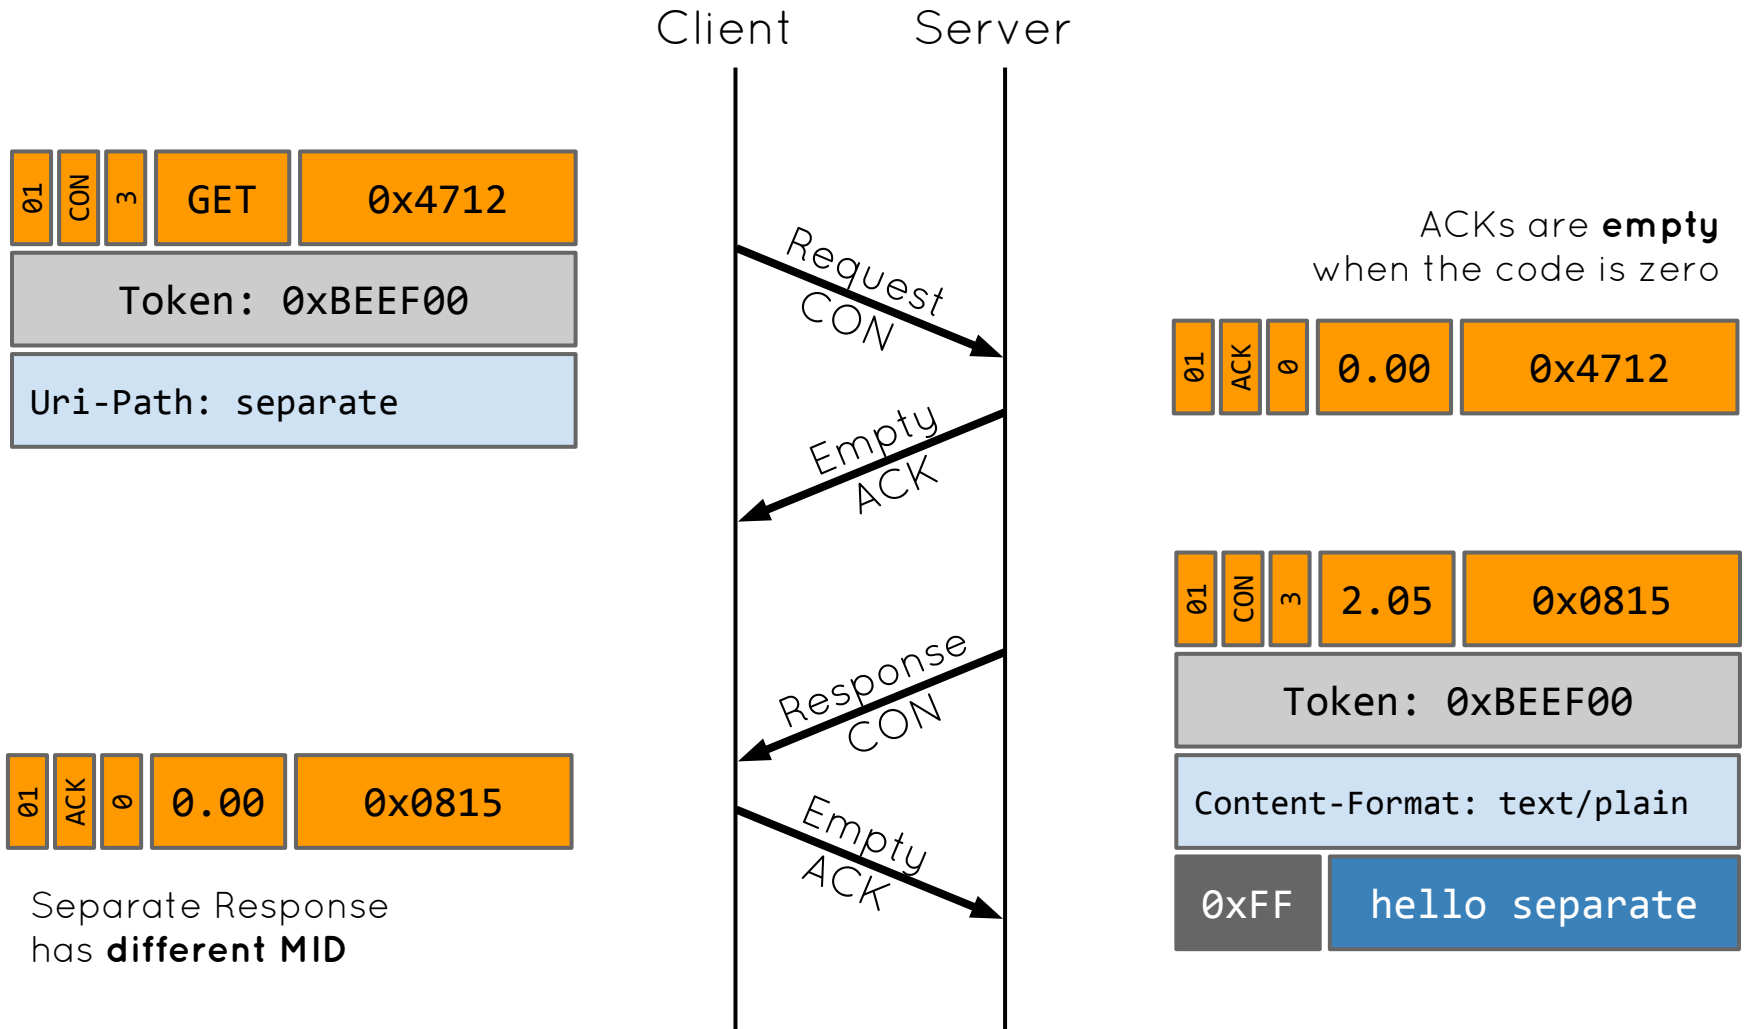 Client
Server
01 CON 3 GET 0x4712
Token: 0xBEEF00
Uri-Path: separate
Request
CON
ACKs are empty
when the code is zero
01 ACK 0 0.00 0x4712
Empty
ACK
01 CON 3 2.05 0x0815
Token: 0xBEEF00
Content-Format: text/plain
0xFF hello separate
Response
CON
01 ACK 0 0.00 0x0815
Empty
ACK
Separate Response
has different MID